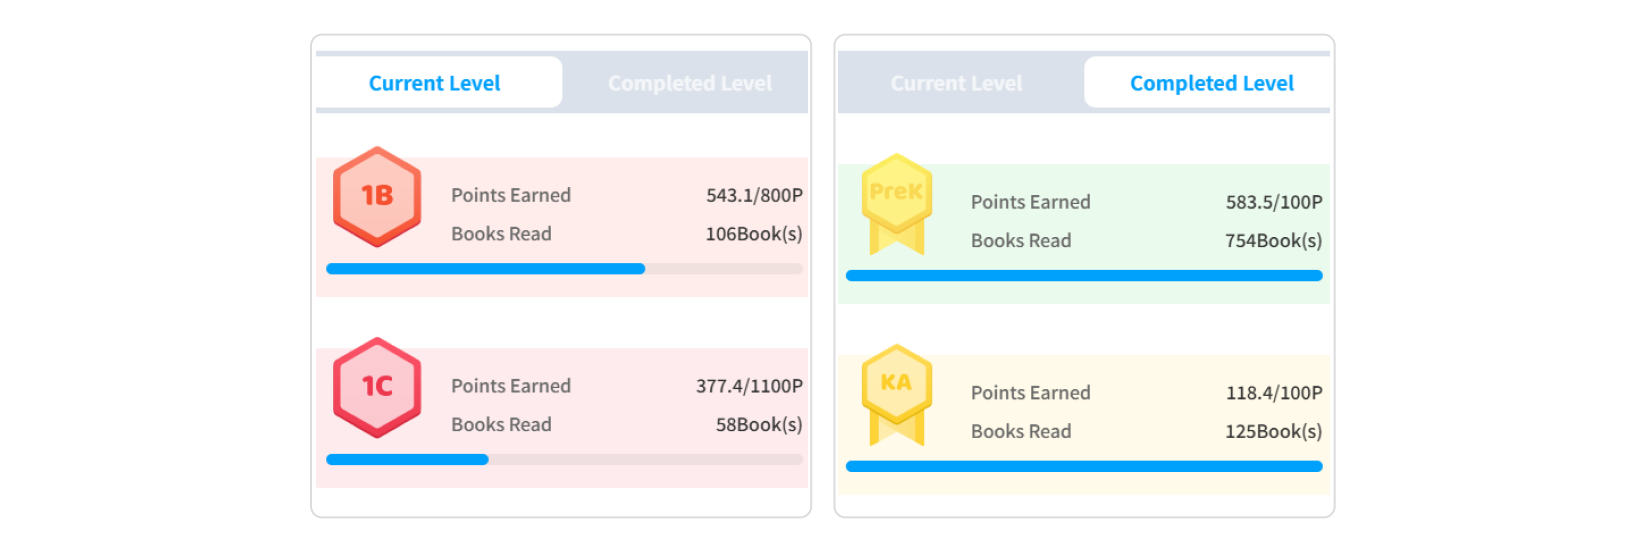 Current Level Completed Level
1B
Points Earned 543.1/800P
Books Read 106Book(s)
1C
Points Earned 377.4/1100P
Books Read 58Book(s)
Current Level Completed Level
PreK
Points Earned 583.5/100P
Books Read 754Book(s)
KA
Points Earned 118.4/100P
Books Read 125Book(s)